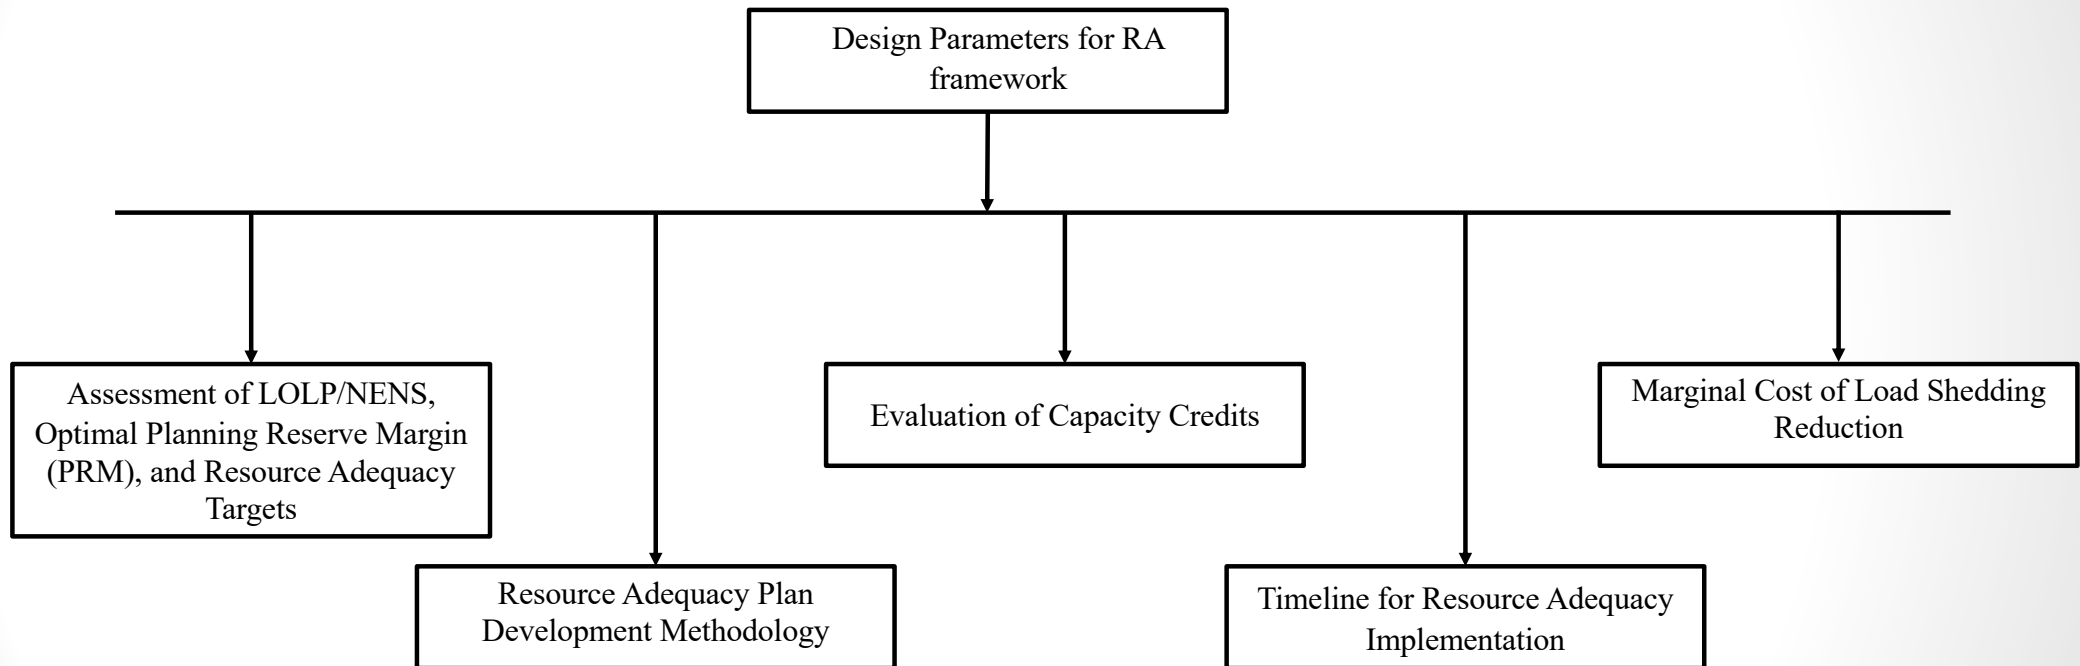 Design Parameters for RA
framework
Assessment of LOLP/NENS,
Optimal Planning Reserve Margin
(PRM), and Resource Adequacy
Targets
Evaluation of Capacity Credits
Marginal Cost of Load Shedding
Reduction
Resource Adequacy Plan
Development Methodology
Timeline for Resource Adequacy
Implementation